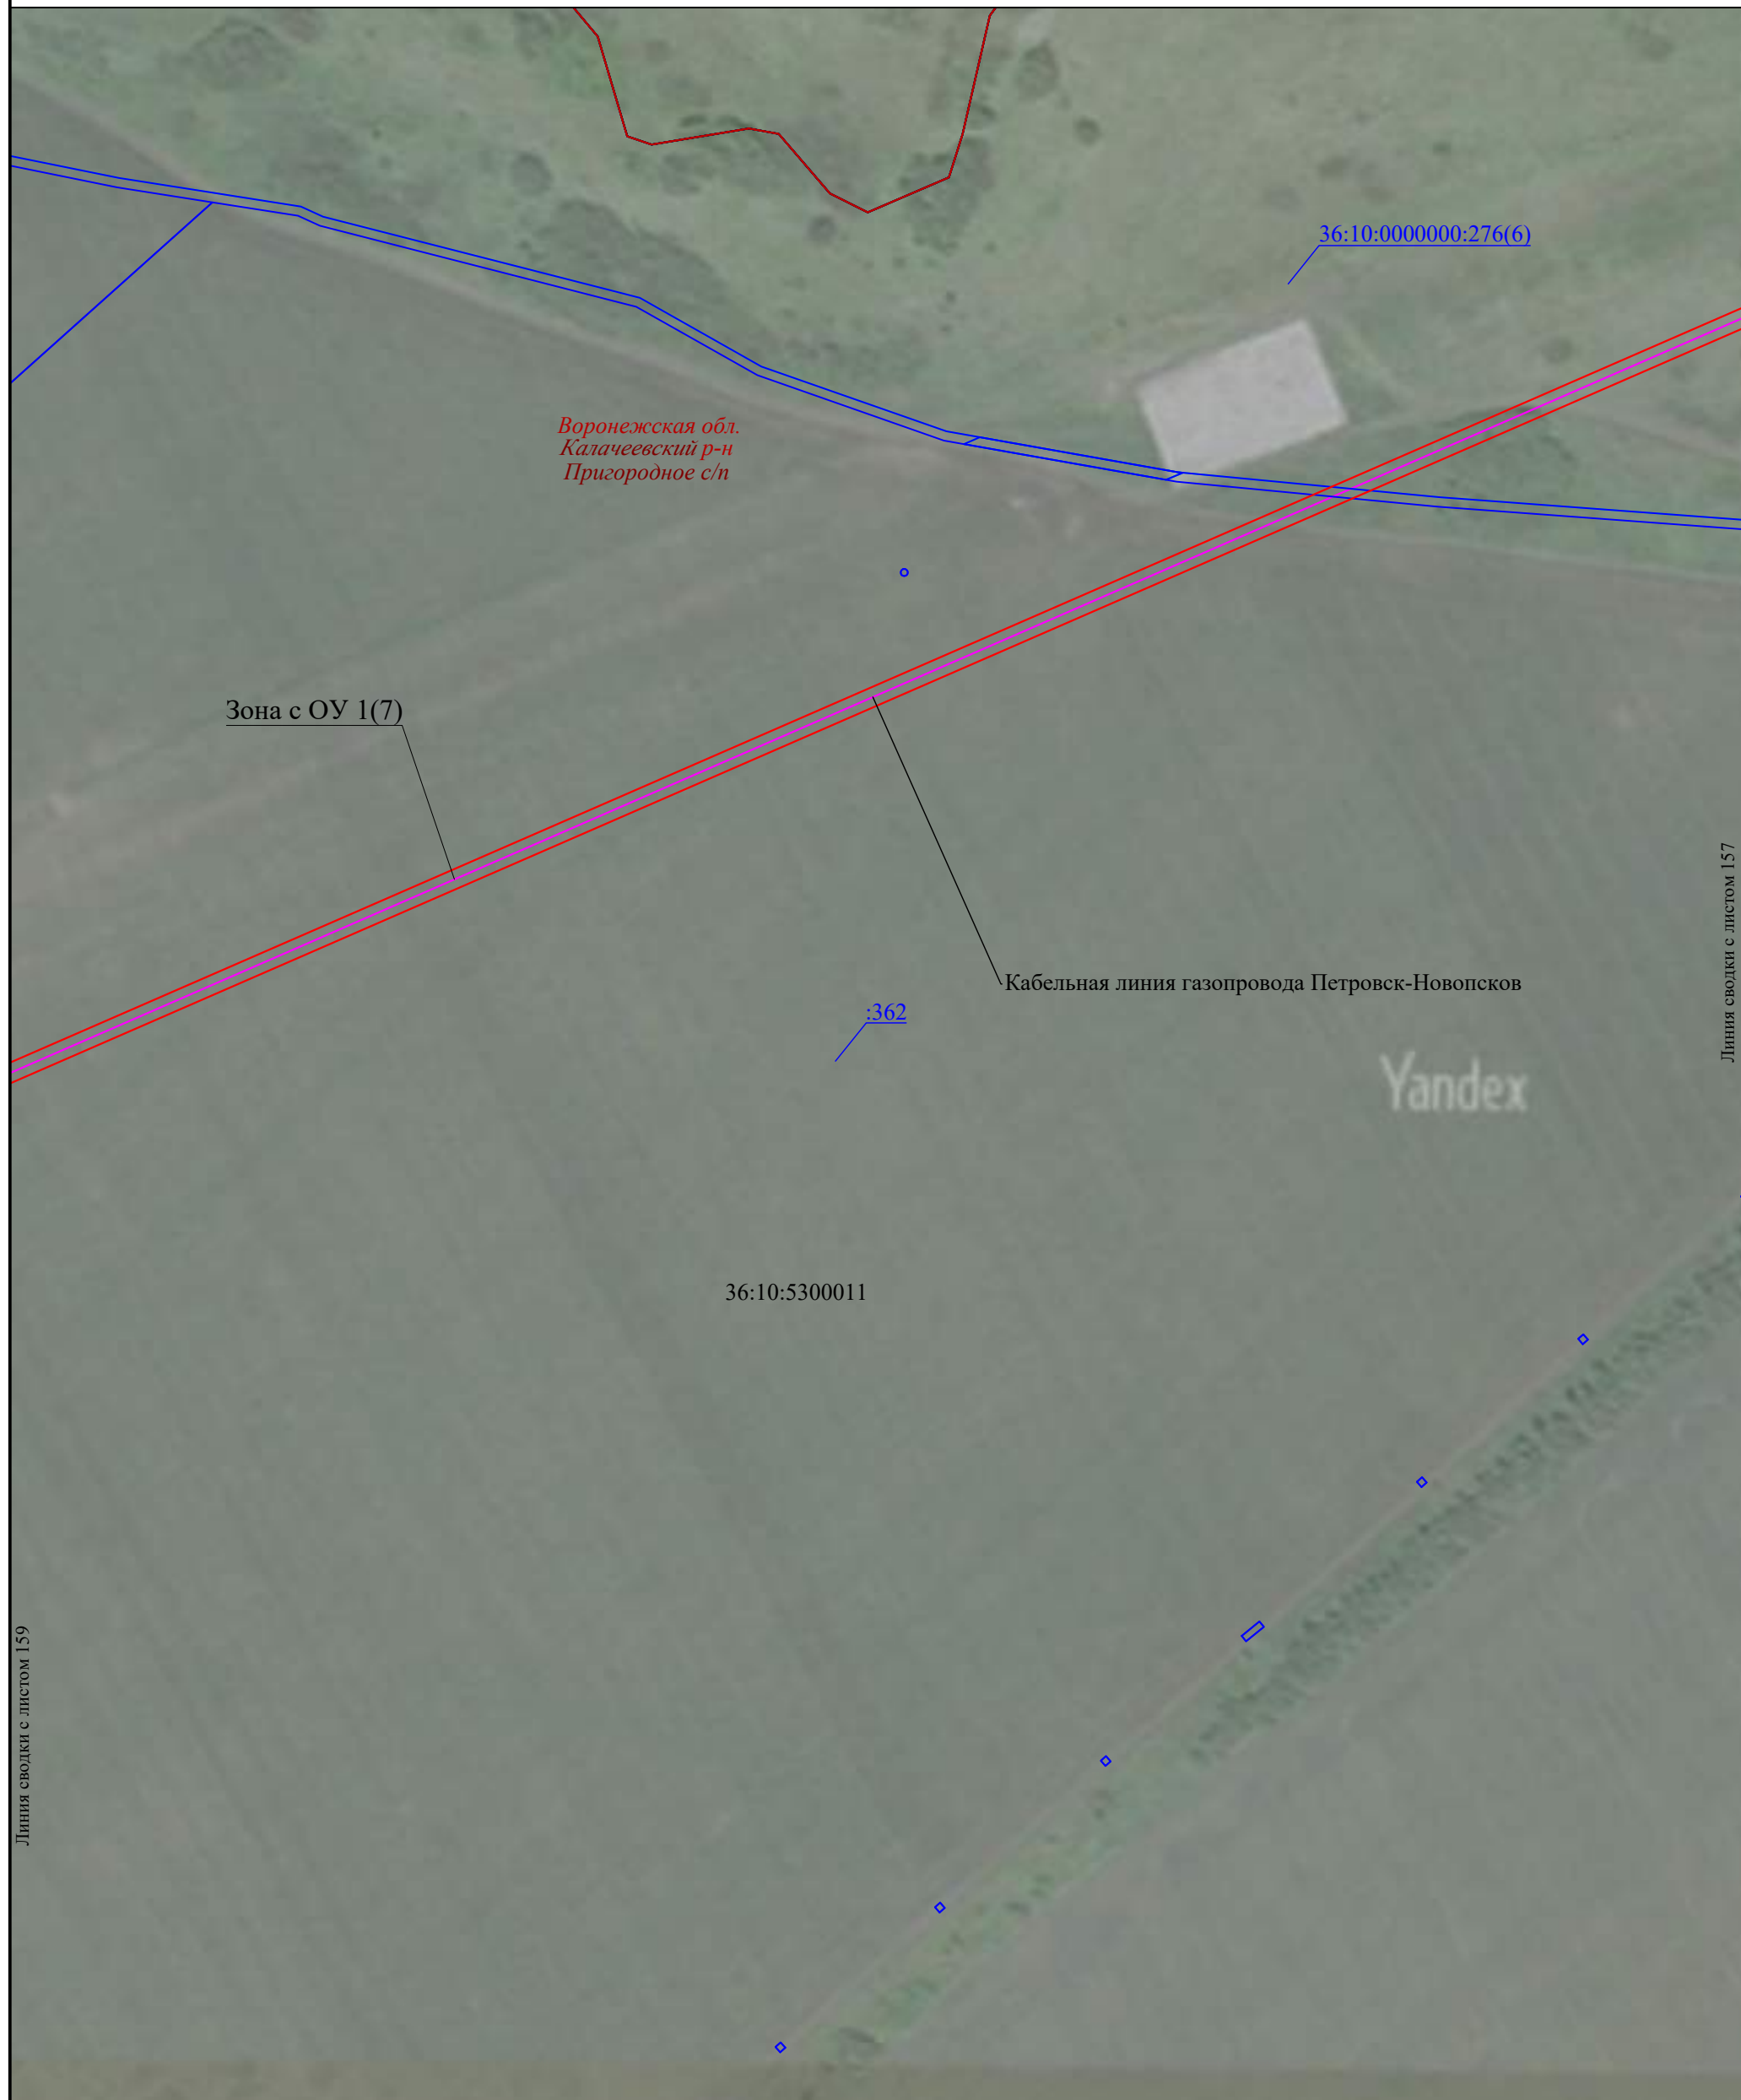 36:10:0000000:276(6)
Воронежская обл.
Калачеевский р-н
Пригородное с/п
Зона с ОУ 1(7)
Линия сводки с листом 157
Кабельная линия газопровода Петровск-Новопсков
:362
Yandex
36:10:5300011
Линия сводки с листом 159